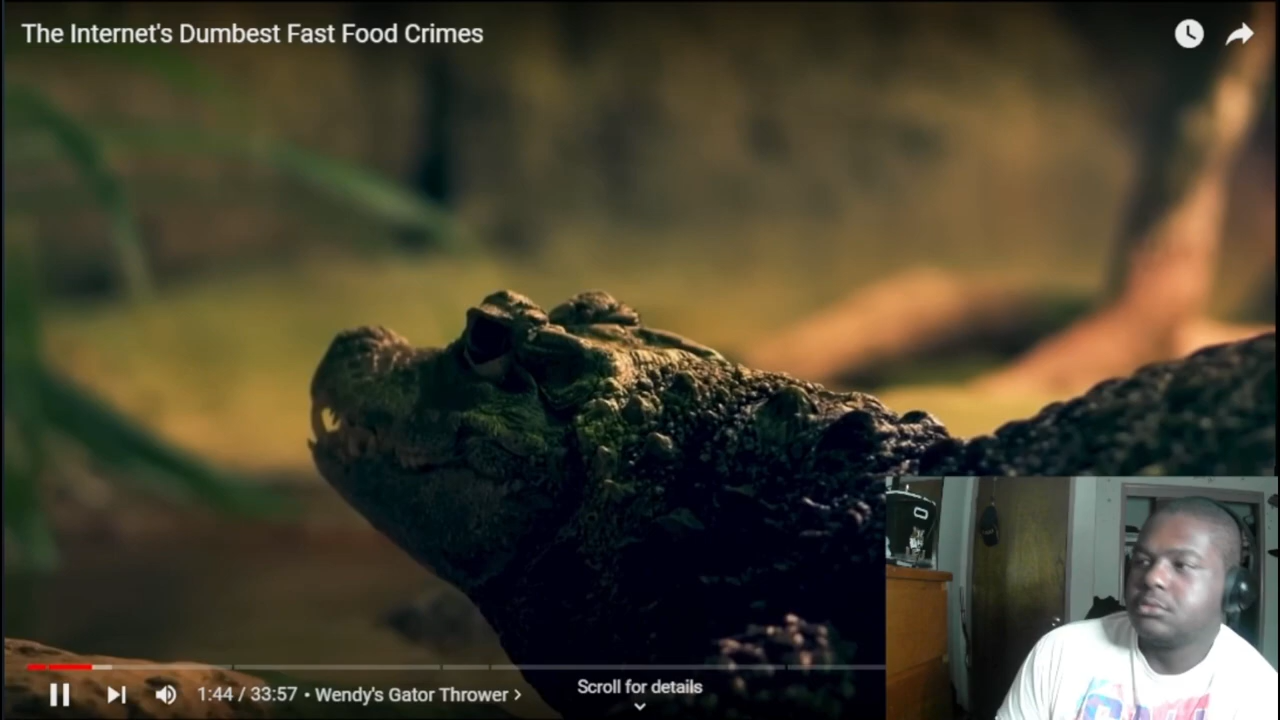 The Internet's Dumbest Fast Food Crimes
1:44 / 33:57 • Wendy's Gator Thrower
Scroll for details